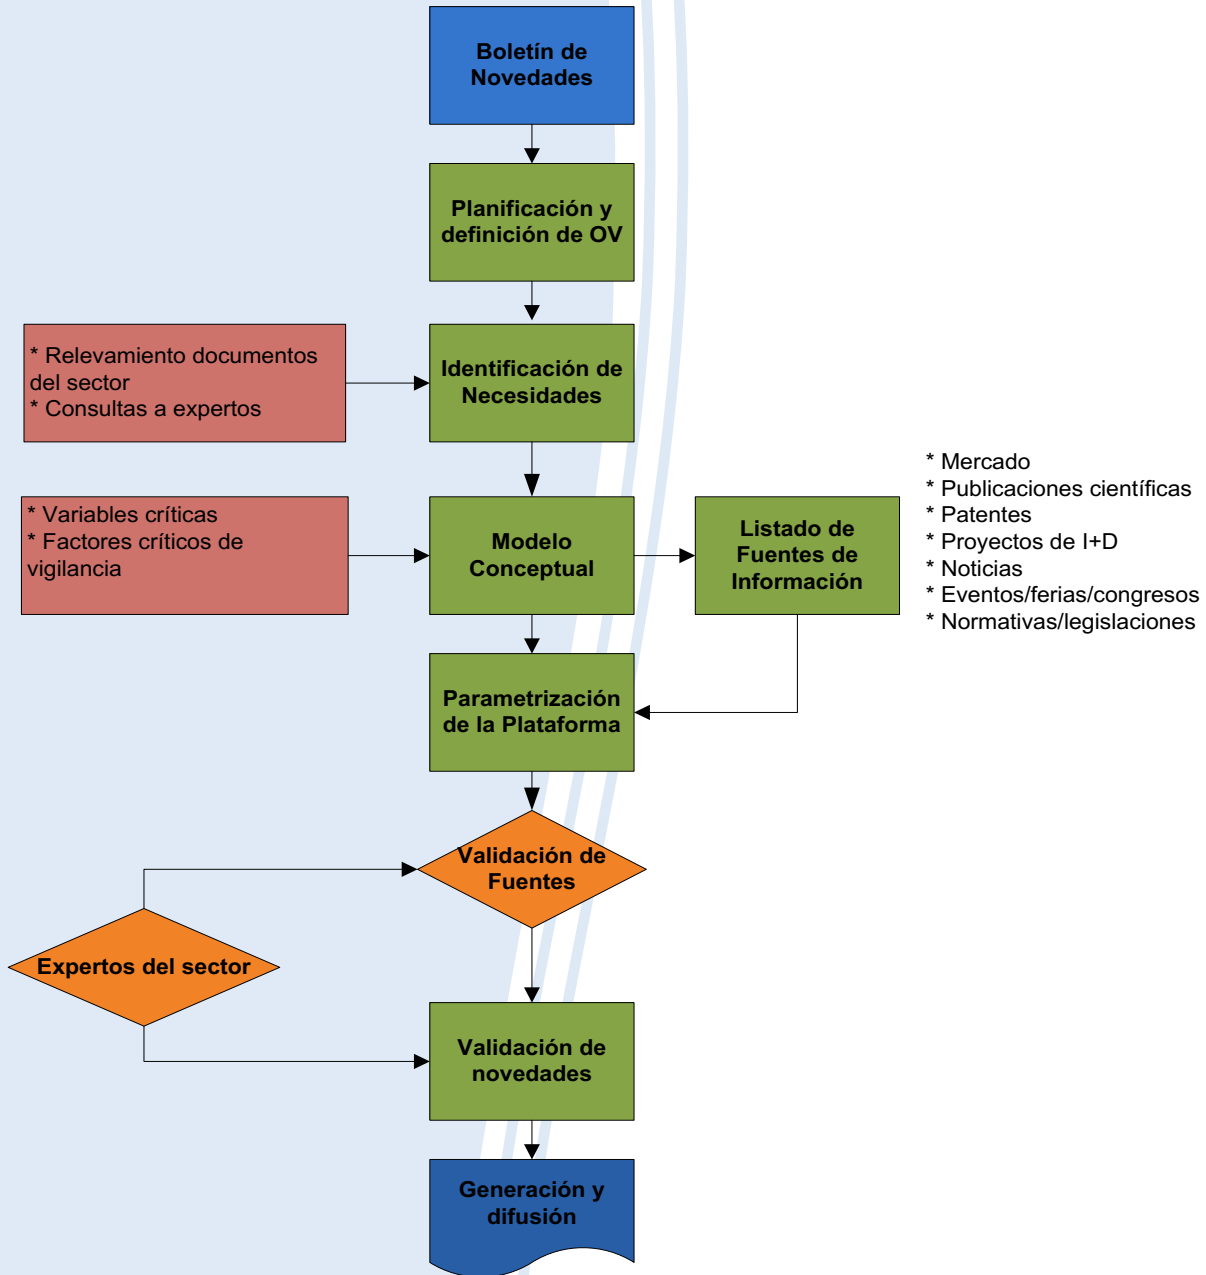 Boletín de
Novedades
Planificación y
definición de OV
* Relevamiento documentos
del sector
* Consultas a expertos
Identificación de
Necesidades
* Variables críticas
* Factores críticos de
vigilancia
Modelo
Conceptual
Listado de
Fuentes de
Información
* Mercado
* Publicaciones científicas
* Patentes
* Proyectos de I+D
* Noticias
* Eventos/ferias/congresos
* Normativas/legislaciones
Parametrización
de la Plataforma
Validación de
Fuentes
Expertos del sector
Validación de
novedades
Generación y
difusión